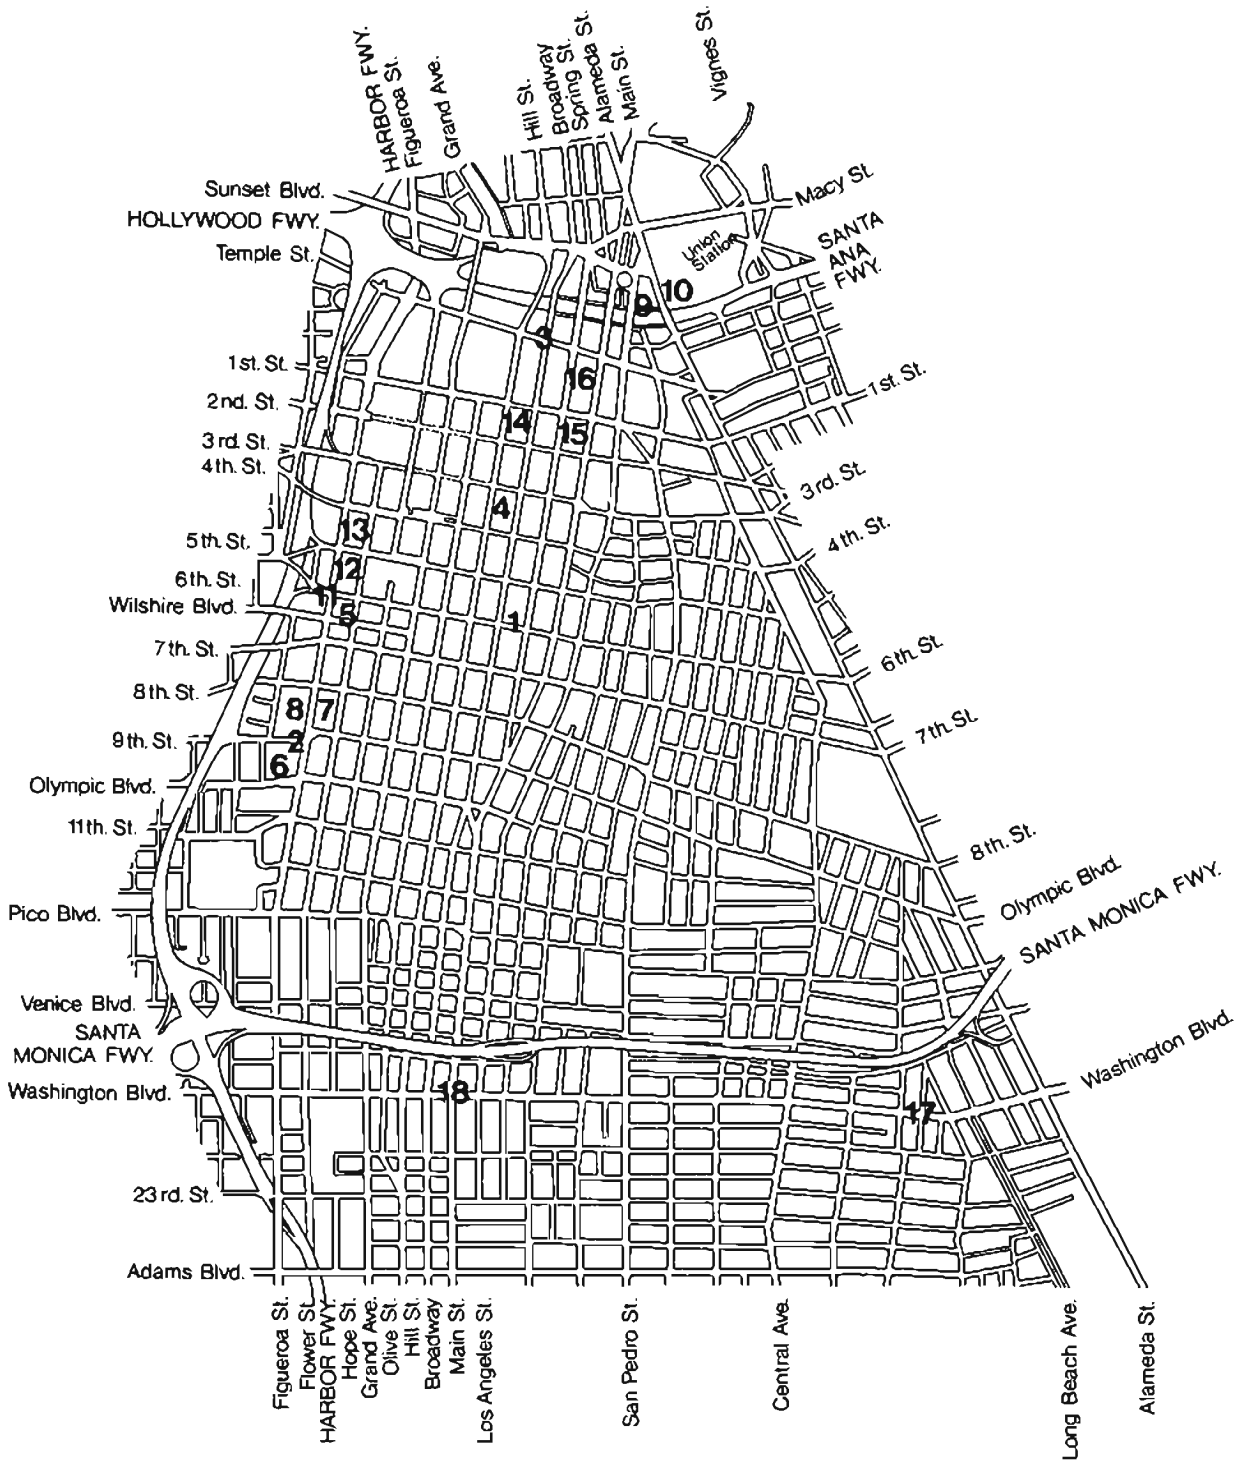 HARBOR FWY.
Figueroa St.
Grand Ave.
Hill St.
Broadway
Spring St.
Alameda St.
Main St.
Vignes St.
Sunset Blvd.
HOLLYWOOD FWY.
Temple St.
Macy St.
Union
Station
SANTA
ANA
FWY.
10
9
3
16
1st. St.
1st. St.
2nd. St.
14
15
3rd. St.
4th. St.
3rd. St.
4
13
4th. St.
5th. St.
12
6th. St.
11
Wilshire Blvd.
5
1
7th. St.
6th. St.
8th. St.
8
7
7th. St.
9th. St.
2
6
Olympic Blvd.
11th. St.
8th. St.
Olympic Blvd.
Pico Blvd.
SANTA MONICA FWY.
Venice Blvd.
SANTA
MONICA FWY.
Washington Blvd.
Washington Blvd.
18
17
23rd. St.
Adams Blvd.
Figueroa St.
Flower St.
HARBOR FWY.
Hope St.
Grand Ave.
Olive St.
Hill St.
Broadway
Main St.
Los Angeles St.
San Pedro St.
Central Ave.
Long Beach Ave.
Alameda St.